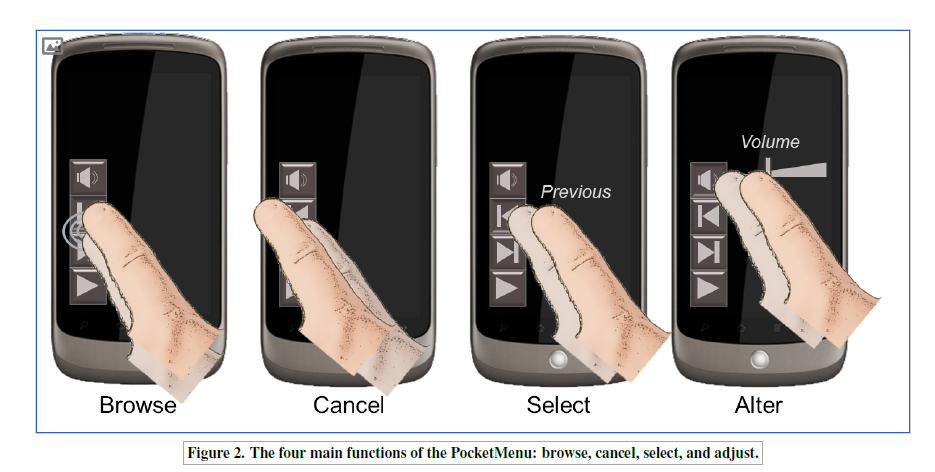 Volume
Previous
Browse
Cancel
Select
Alter
Figure 2. The four main functions of the PocketMenu: browse, cancel, select, and adjust.